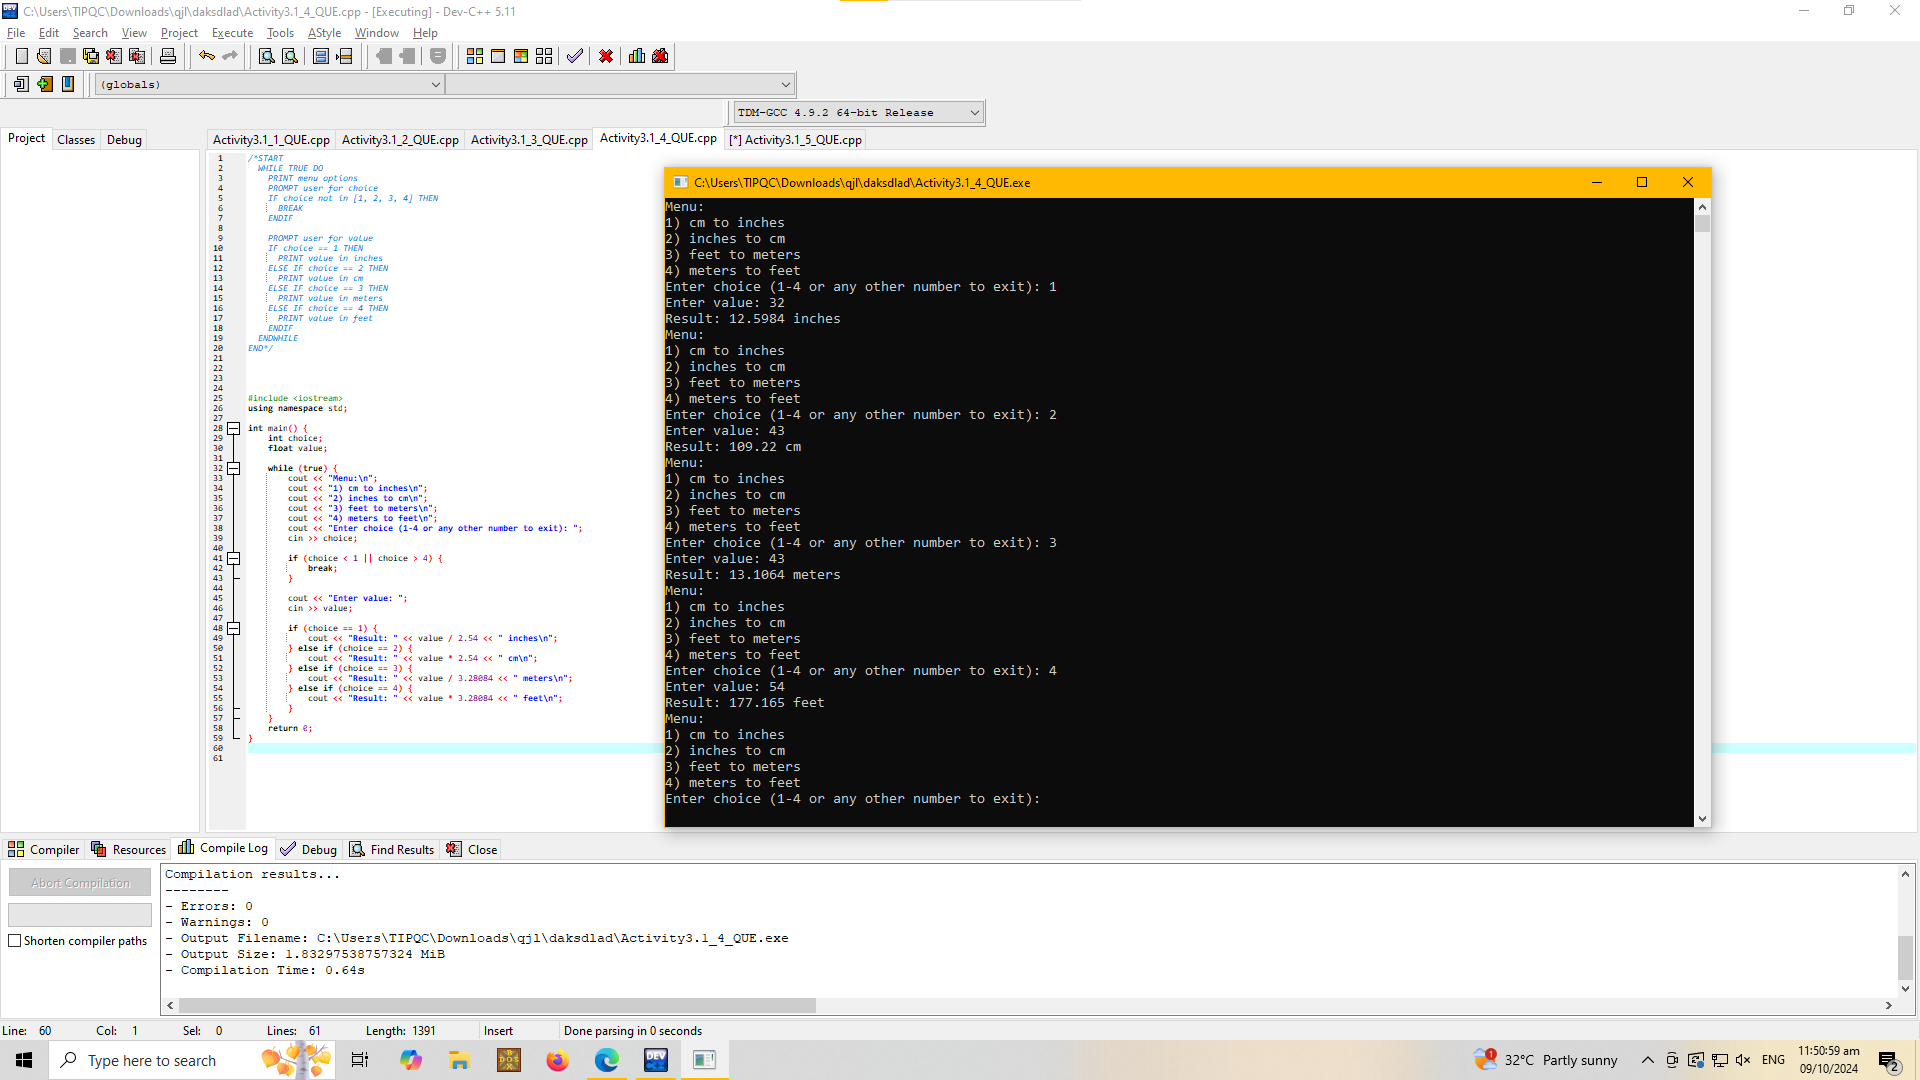 C:\Users\TIPQC\Downloads\qjl\daksdlad\Activity3.1_4_QUE.cpp - [Executing] - Dev-C++ 5.11
File Edit Search View Project Execute Tools AStyle Window Help
(globals)
TDM-GCC 4.9.2 64-bit Release
Project Classes Debug
Activity3.1_1_QUE.cpp Activity3.1_2_QUE.cpp Activity3.1_3_QUE.cpp Activity3.1_4_QUE.cpp [*] Activity3.1_5_QUE.cpp
1 /*START
2 WHILE TRUE DO
3 PRINT menu options
4 PROMPT user for choice
5 IF choice not in [1, 2, 3, 4] THEN
6 BREAK
7 ENDIF
8
9 PROMPT user for value
10 IF choice == 1 THEN
11 PRINT value in inches
12 ELSE IF choice == 2 THEN
13 PRINT value in cm
14 ELSE IF choice == 3 THEN
15 PRINT value in meters
16 ELSE IF choice == 4 THEN
17 PRINT value in feet
18 ENDIF
19 ENDWHILE
20 END*/
21
22
23
24
25 #include <iostream>
26 using namespace std;
27
28 int main() {
29 int choice;
30 float value;
31
32 while (true) {
33 cout << "Menu:\n";
34 cout << "1) cm to inches\n";
35 cout << "2) inches to cm\n";
36 cout << "3) feet to meters\n";
37 cout << "4) meters to feet\n";
38 cout << "Enter choice (1-4 or any other number to exit): ";
39 cin >> choice;
40
41 if (choice < 1 || choice > 4) {
42 break;
43 }
44
45 cout << "Enter value: ";
46 cin >> value;
47
48 if (choice == 1) {
49 cout << "Result: " << value / 2.54 << " inches\n";
50 } else if (choice == 2) {
51 cout << "Result: " << value * 2.54 << " cm\n";
52 } else if (choice == 3) {
53 cout << "Result: " << value / 3.28084 << " meters\n";
54 } else if (choice == 4) {
55 cout << "Result: " << value * 3.28084 << " feet\n";
56 }
57 }
58 return 0;
59 }
60
61
C:\Users\TIPQC\Downloads\qjl\daksdlad\Activity3.1_4_QUE.exe
Menu:
1) cm to inches
2) inches to cm
3) feet to meters
4) meters to feet
Enter choice (1-4 or any other number to exit): 1
Enter value: 32
Result: 12.5984 inches
Menu:
1) cm to inches
2) inches to cm
3) feet to meters
4) meters to feet
Enter choice (1-4 or any other number to exit): 2
Enter value: 43
Result: 109.22 cm
Menu:
1) cm to inches
2) inches to cm
3) feet to meters
4) meters to feet
Enter choice (1-4 or any other number to exit): 3
Enter value: 43
Result: 13.1064 meters
Menu:
1) cm to inches
2) inches to cm
3) feet to meters
4) meters to feet
Enter choice (1-4 or any other number to exit): 4
Enter value: 54
Result: 177.165 feet
Menu:
1) cm to inches
2) inches to cm
3) feet to meters
4) meters to feet
Enter choice (1-4 or any other number to exit):
Compiler Resources Compile Log Debug Find Results Close
Abort Compilation
Shorten compiler paths
Compilation results...
--------
- Errors: 0
- Warnings: 0
- Output Filename: C:\Users\TIPQC\Downloads\qjl\daksdlad\Activity3.1_4_QUE.exe
- Output Size: 1.83297538757324 MiB
- Compilation Time: 0.64s
Line: 60 Col: 1 Sel: 0 Lines: 61 Length: 1391 Insert Done parsing in 0 seconds
Type here to search
DEV
1
32°C Partly sunny
ENG
11:50:59 am
09/10/2024
2